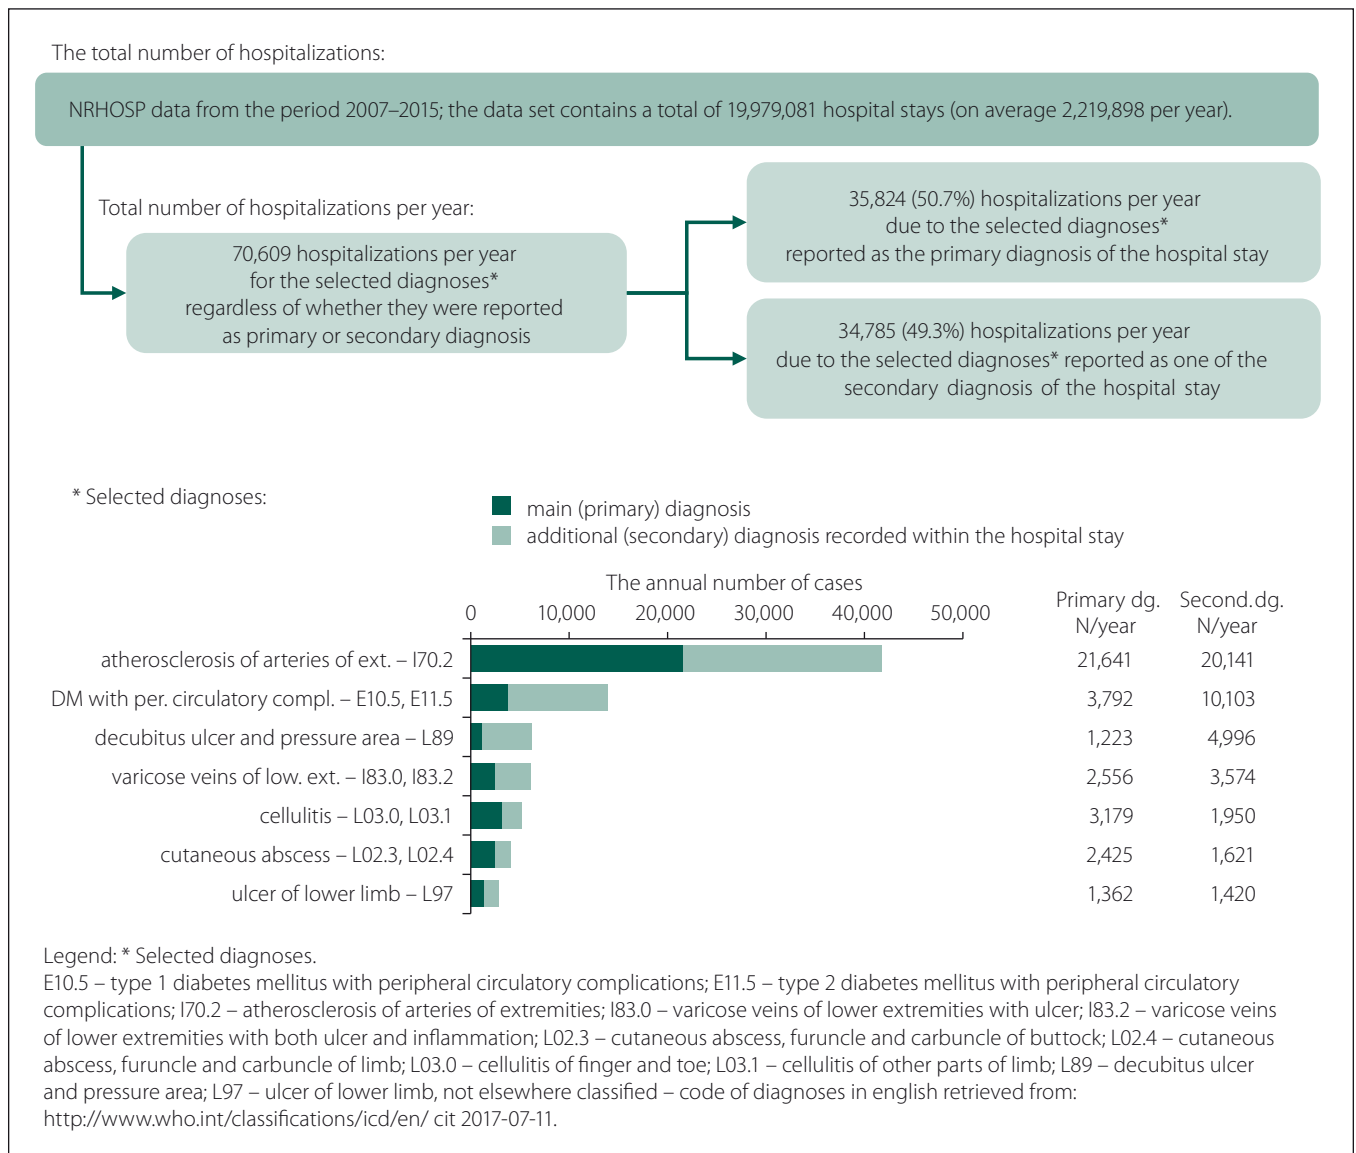 The total number of hospitalizations:
NRHOSP data from the period 2007–2015; the data set contains a total of 19,979,081 hospital stays (on average 2,219,898 per year).
Total number of hospitalizations per year:
70,609 hospitalizations per year
for the selected diagnoses*
regardless of whether they were reported
as primary or secondary diagnosis
35,824 (50.7%) hospitalizations per year
due to the selected diagnoses*
reported as the primary diagnosis of the hospital stay
34,785 (49.3%) hospitalizations per year
due to the selected diagnoses* reported as one of the
secondary diagnosis of the hospital stay
* Selected diagnoses:
main (primary) diagnosis
additional (secondary) diagnosis recorded within the hospital stay
The annual number of cases
0 10,000 20,000 30,000 40,000 50,000
Primary dg. Second. dg.
N/year N/year
atherosclerosis of arteries of ext. – I70.2 21,641 20,141
DM with per. circulatory compl. – E10.5, E11.5 3,792 10,103
decubitus ulcer and pressure area – L89 1,223 4,996
varicose veins of low. ext. – I83.0, I83.2 2,556 3,574
cellulitis – L03.0, L03.1 3,179 1,950
cutaneous abscess – L02.3, L02.4 2,425 1,621
ulcer of lower limb – L97 1,362 1,420
Legend: * Selected diagnoses.
E10.5 – type 1 diabetes mellitus with peripheral circulatory complications; E11.5 – type 2 diabetes mellitus with peripheral circulatory
complications; I70.2 – atherosclerosis of arteries of extremities; I83.0 – varicose veins of lower extremities with ulcer; I83.2 – varicose veins
of lower extremities with both ulcer and inflammation; L02.3 – cutaneous abscess, furuncle and carbuncle of buttock; L02.4 – cutaneous
abscess, furuncle and carbuncle of limb; L03.0 – cellulitis of finger and toe; L03.1 – cellulitis of other parts of limb; L89 – decubitus ulcer
and pressure area; L97 – ulcer of lower limb, not elsewhere classified – code of diagnoses in english retrieved from:
http://www.who.int/classifications/icd/en/ cit 2017-07-11.